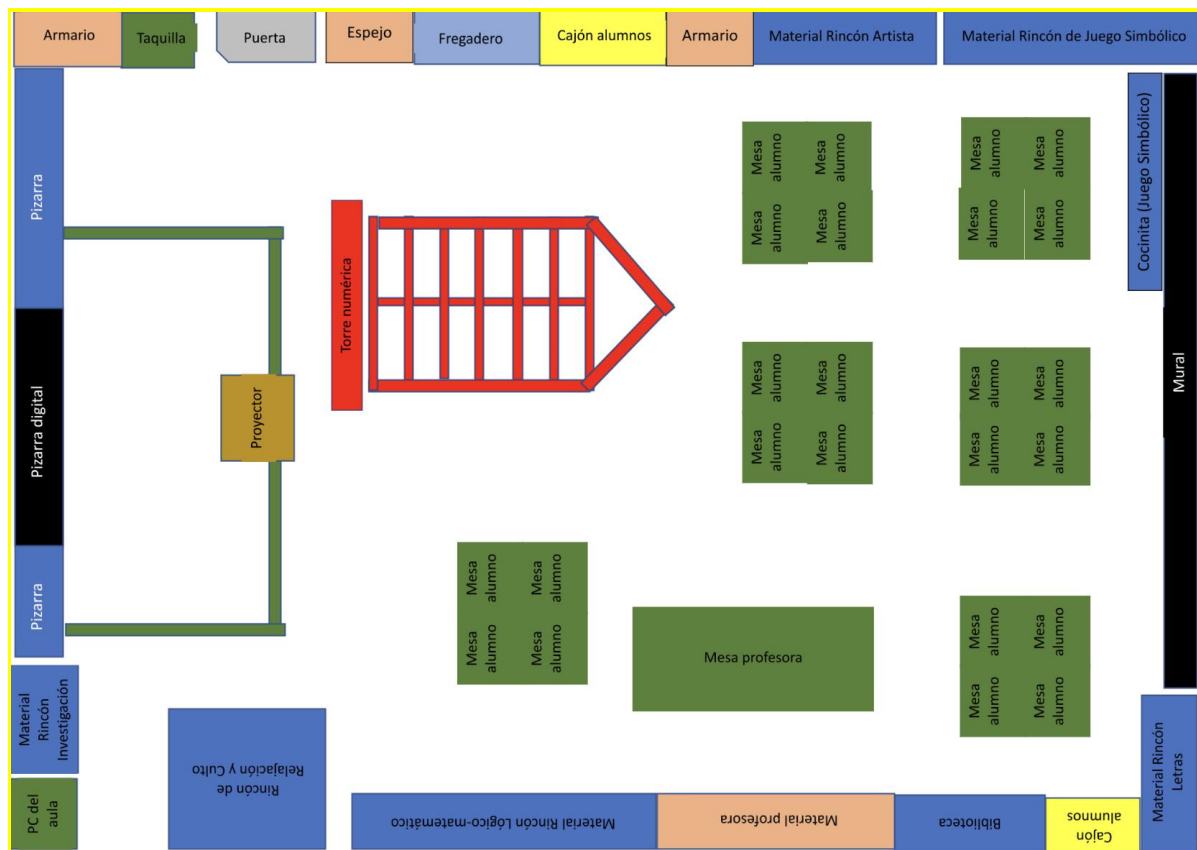 Armario
Taquilla
Puerta
Espejo
Fregadero
Cajón alumnos
Armario
Material Rincón Artista
Material Rincón de Juego Simbólico
Pizarra
Pizarra digital
Pizarra
Proyector
Torre numérica
Mesa
alumno
Mesa
alumno
Mesa
alumno
Mesa
alumno
Mesa
alumno
Mesa
alumno
Mesa
alumno
Mesa
alumno
Cocinita (Juego Simbólico)
Mural
Mesa
alumno
Mesa
alumno
Mesa
alumno
Mesa
alumno
Mesa
alumno
Mesa
alumno
Mesa
alumno
Mesa
alumno
Mesa
alumno
Mesa
alumno
Mesa
alumno
Mesa
alumno
Mesa profesora
Mesa
alumno
Mesa
alumno
Mesa
alumno
Mesa
alumno
Material
Rincón
Investigación
PC del
aula
Rincón de
Relajación y Culto
Material Rincón Lógico-matemático
Material profesora
Biblioteca
Cajón
alumnos
Material Rincón
Letras